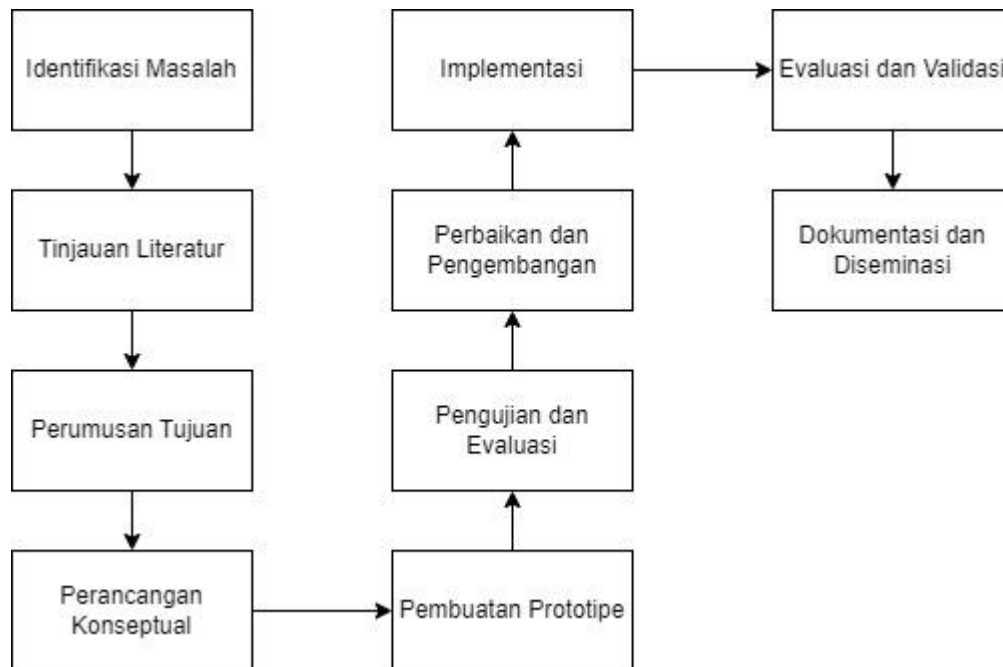 Identifikasi Masalah
Tinjauan Literatur
Perumusan Tujuan
Perancangan
Konseptual
Pembuatan Prototipe
Pengujian dan
Evaluasi
Perbaikan dan
Pengembangan
Implementasi
Evaluasi dan Validasi
Dokumentasi dan
Diseminasi